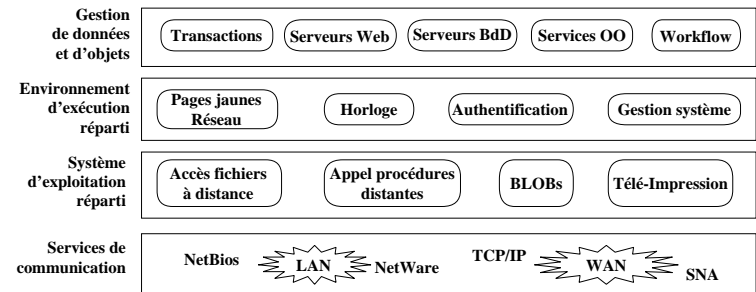 Gestion
de données
et d'objets
Transactions
Serveurs Web
Serveurs BdD
Services OO
Workflow
Environnement
d'exécution
réparti
Pages jaunes
Réseau
Horloge
Authentification
Gestion système
Système
d'exploitation
réparti
Accès fichiers
à distance
Appel procédures
distantes
BLOBs
Télé-Impression
Services de
communication
NetBios
LAN
NetWare
TCP/IP
WAN
SNA